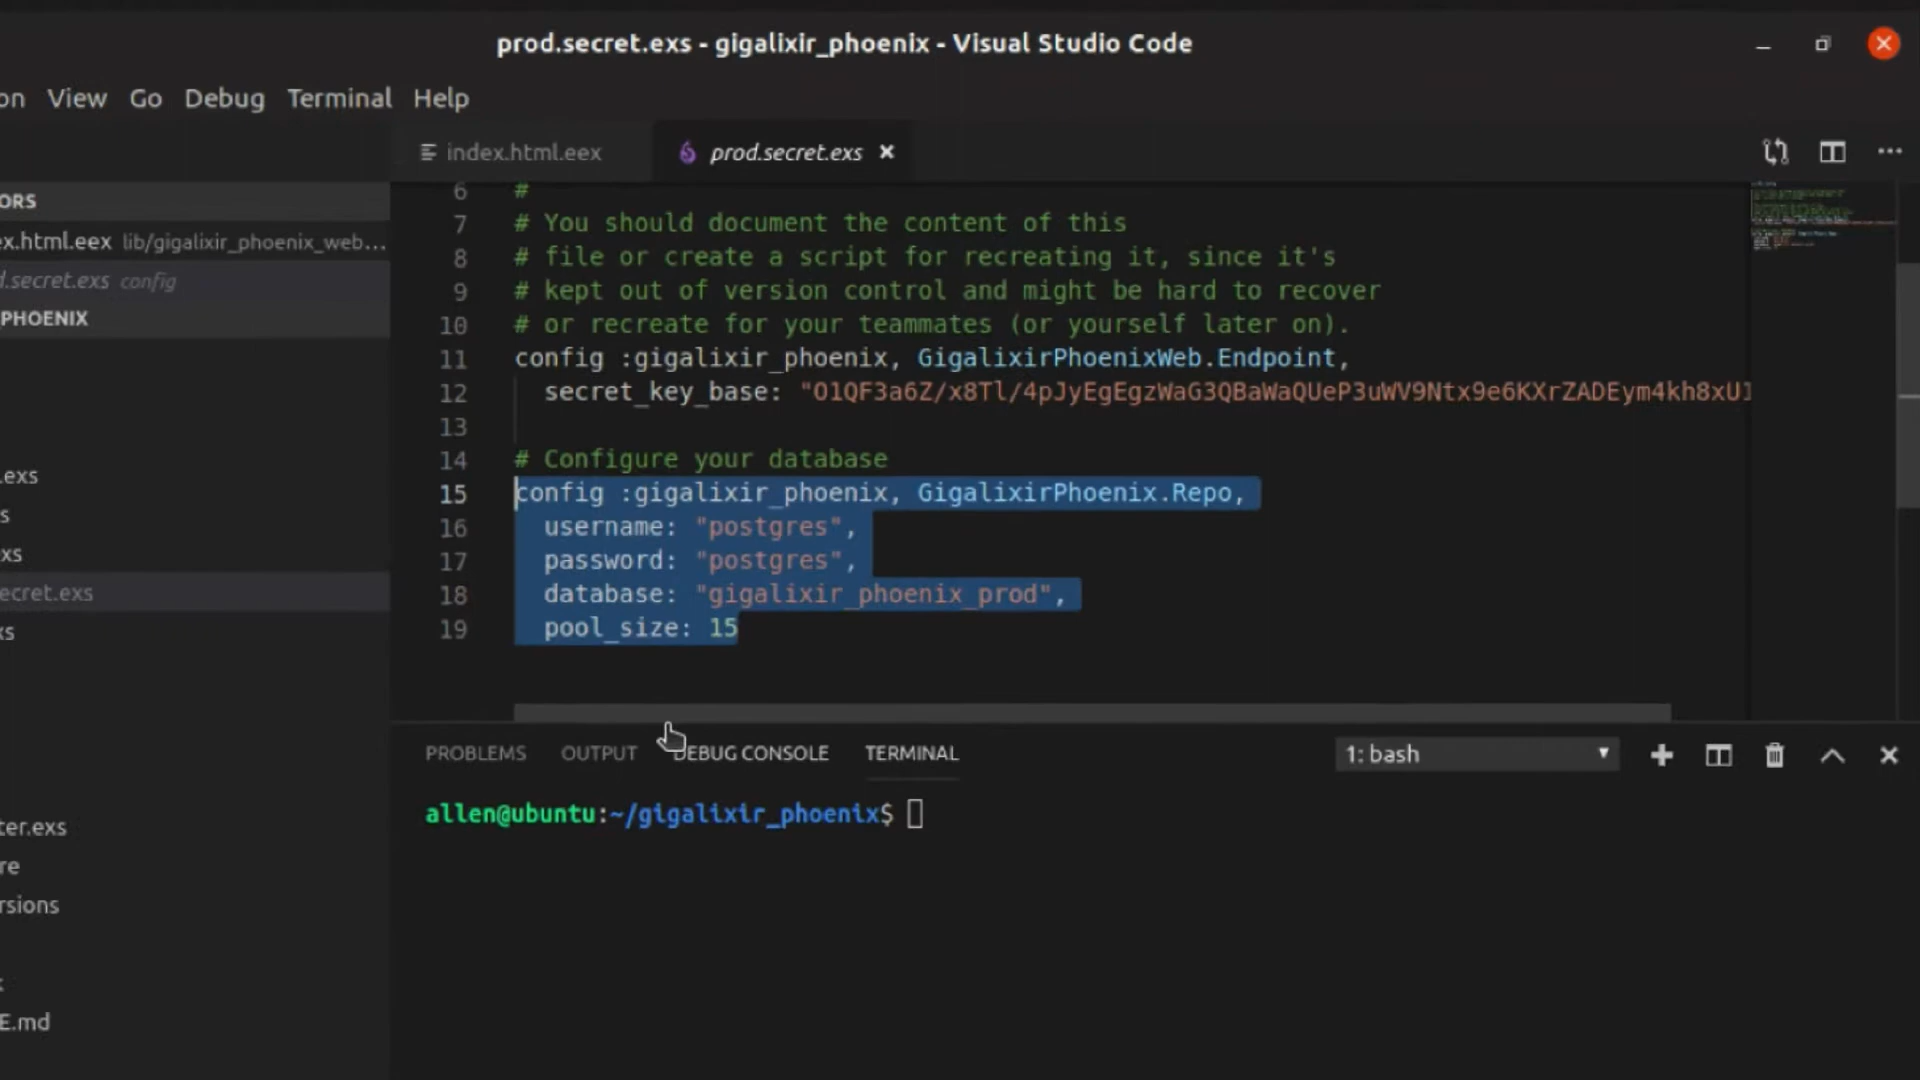 prod.secret.exs - gigalixir_phoenix - Visual Studio Code
on View Go Debug Terminal Help
index.html.eex prod.secret.exs
ORS
ex.html.eex lib/gigalixir_phoenix_web...
d.secret.exs config
PHOENIX
.exs
s
xs
ecret.exs
xs
ter.exs
re
rsions
E.md
6 #
7 # You should document the content of this
8 # file or create a script for recreating it, since it's
9 # kept out of version control and might be hard to recover
10 # or recreate for your teammates (or yourself later on).
11 config :gigalixir_phoenix, GigalixirPhoenixWeb.Endpoint,
12 secret_key_base: "O1QF3a6Z/x8Tl/4pJyEgEgzWaG3QBaWaQUeP3uWV9Ntx9e6KXrZADEym4kh8xU1
13
14 # Configure your database
15 config :gigalixir_phoenix, GigalixirPhoenix.Repo,
16 username: "postgres",
17 password: "postgres",
18 database: "gigalixir_phoenix_prod",
19 pool_size: 15
PROBLEMS OUTPUT DEBUG CONSOLE TERMINAL 1: bash
allen@ubuntu:~/gigalixir_phoenix$